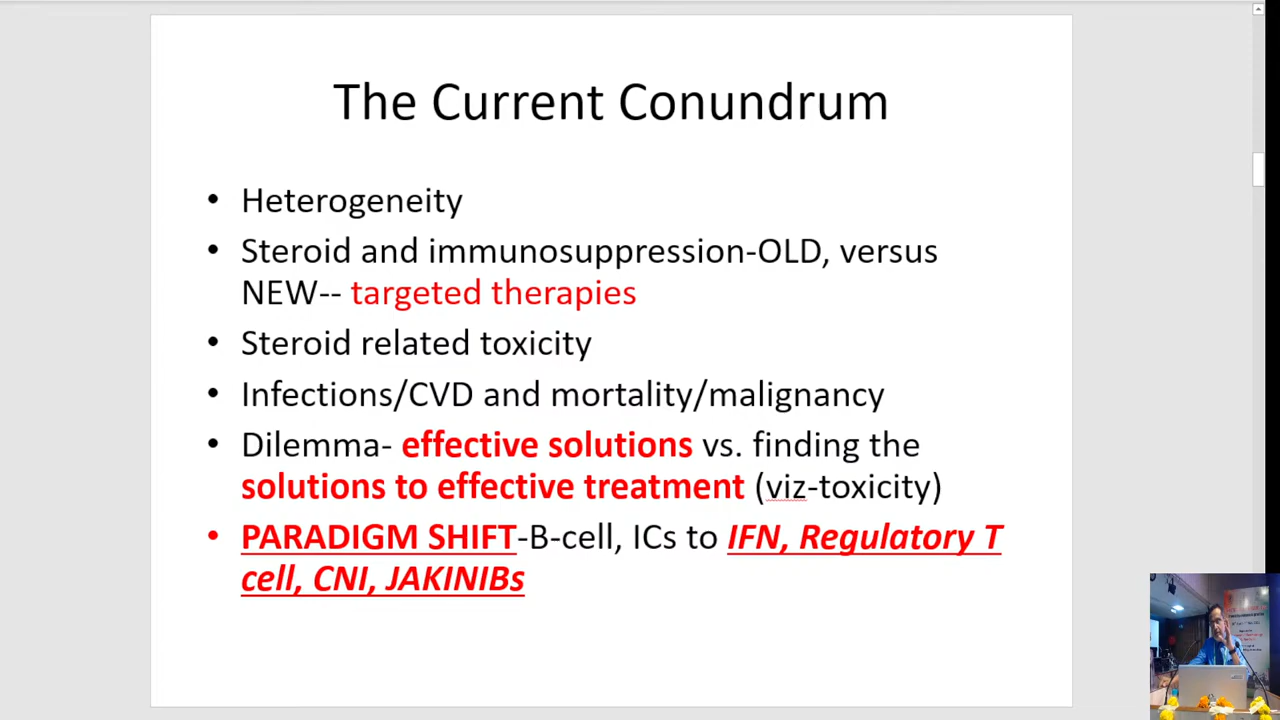 The Current Conundrum
• Heterogeneity
• Steroid and immunosuppression-OLD, versus
NEW-- targeted therapies
• Steroid related toxicity
• Infections/CVD and mortality/malignancy
• Dilemma- effective solutions vs. finding the
solutions to effective treatment (viz-toxicity)
• PARADIGM SHIFT-B-cell, ICs to IFN, Regulatory T
cell, CNI, JAKINIBs